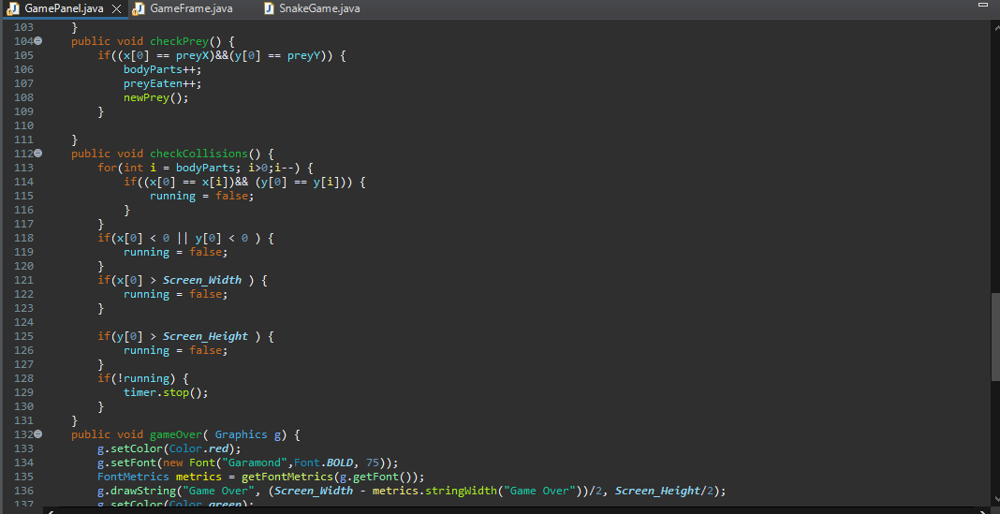 GamePanel.java GameFrame.java SnakeGame.java
103 }
104 public void checkPrey() {
105 if((x[0] == preyX)&&(y[0] == preyY)) {
106 bodyParts++;
107 preyEaten++;
108 newPrey();
109 }
110
111 }
112 public void checkCollisions() {
113 for(int i = bodyParts; i>0;i--) {
114 if((x[0] == x[i])&& (y[0] == y[i])) {
115 running = false;
116 }
117 }
118 if(x[0] < 0 || y[0] < 0 ) {
119 running = false;
120 }
121 if(x[0] > Screen_Width ) {
122 running = false;
123 }
124
125 if(y[0] > Screen_Height ) {
126 running = false;
127 }
128 if(!running) {
129 timer.stop();
130 }
131 }
132 public void gameOver( Graphics g) {
133 g.setColor(Color.red);
134 g.setFont(new Font("Garamond",Font.BOLD, 75));
135 FontMetrics metrics = getFontMetrics(g.getFont());
136 g.drawString("Game Over", (Screen_Width - metrics.stringWidth("Game Over"))/2, Screen_Height/2);
137 g.setColor(Color.green);